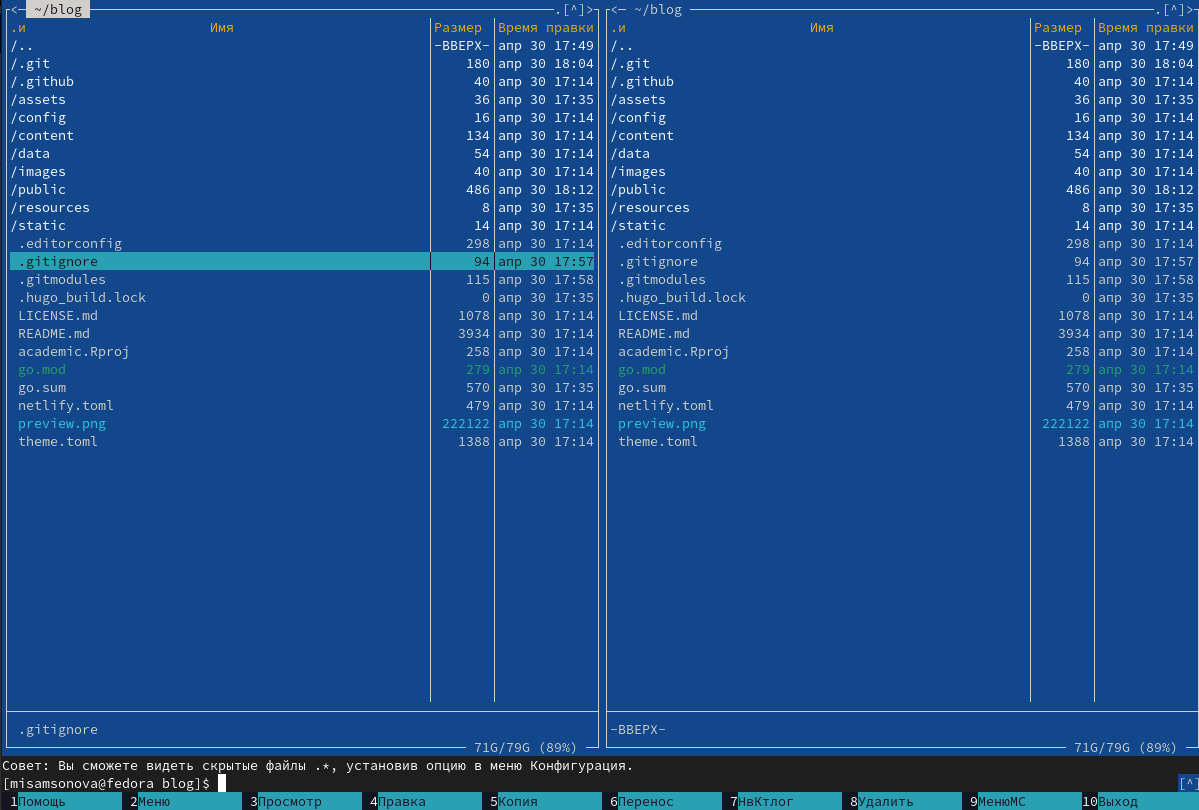 <─ ~/blog ─.[^]>
.и Имя Размер Время правки
/.. -ВВЕРХ- апр 30 17:49
/.git 180 апр 30 18:04
/.github 40 апр 30 17:14
/assets 36 апр 30 17:35
/config 16 апр 30 17:14
/content 134 апр 30 17:14
/data 54 апр 30 17:14
/images 40 апр 30 17:14
/public 486 апр 30 18:12
/resources 8 апр 30 17:35
/static 14 апр 30 17:14
.editorconfig 298 апр 30 17:14
.gitignore 94 апр 30 17:57
.gitmodules 115 апр 30 17:58
.hugo_build.lock 0 апр 30 17:35
LICENSE.md 1078 апр 30 17:14
README.md 3934 апр 30 17:14
academic.Rproj 258 апр 30 17:14
go.mod 279 апр 30 17:14
go.sum 570 апр 30 17:35
netlify.toml 479 апр 30 17:14
preview.png 222122 апр 30 17:14
theme.toml 1388 апр 30 17:14
.gitignore
71G/79G (89%)
<─ ~/blog ─.[^]>
.и Имя Размер Время правки
/.. -ВВЕРХ- апр 30 17:49
/.git 180 апр 30 18:04
/.github 40 апр 30 17:14
/assets 36 апр 30 17:35
/config 16 апр 30 17:14
/content 134 апр 30 17:14
/data 54 апр 30 17:14
/images 40 апр 30 17:14
/public 486 апр 30 18:12
/resources 8 апр 30 17:35
/static 14 апр 30 17:14
.editorconfig 298 апр 30 17:14
.gitignore 94 апр 30 17:57
.gitmodules 115 апр 30 17:58
.hugo_build.lock 0 апр 30 17:35
LICENSE.md 1078 апр 30 17:14
README.md 3934 апр 30 17:14
academic.Rproj 258 апр 30 17:14
go.mod 279 апр 30 17:14
go.sum 570 апр 30 17:35
netlify.toml 479 апр 30 17:14
preview.png 222122 апр 30 17:14
theme.toml 1388 апр 30 17:14
-ВВЕРХ-
71G/79G (89%)
Совет: Вы сможете видеть скрытые файлы .*, установив опцию в меню Конфигурация.
[misamsonova@fedora blog]$ [^]
1Помощь 2Меню 3Просмотр 4Правка 5Копия 6Перенос 7НвКтлог 8Удалить 9МенюМС 10Выход